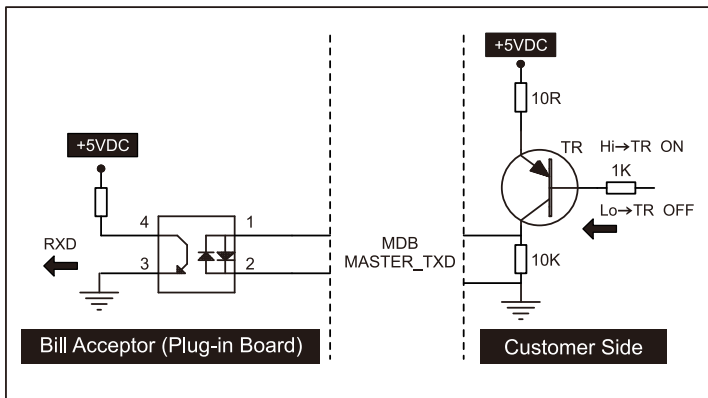 +5VDC
10R
TR Hi→TR ON
1K
Lo→TR OFF
+5VDC
4 1
RXD
3 2
MDB
MASTER_TXD
10K
Bill Acceptor (Plug-in Board)
Customer Side